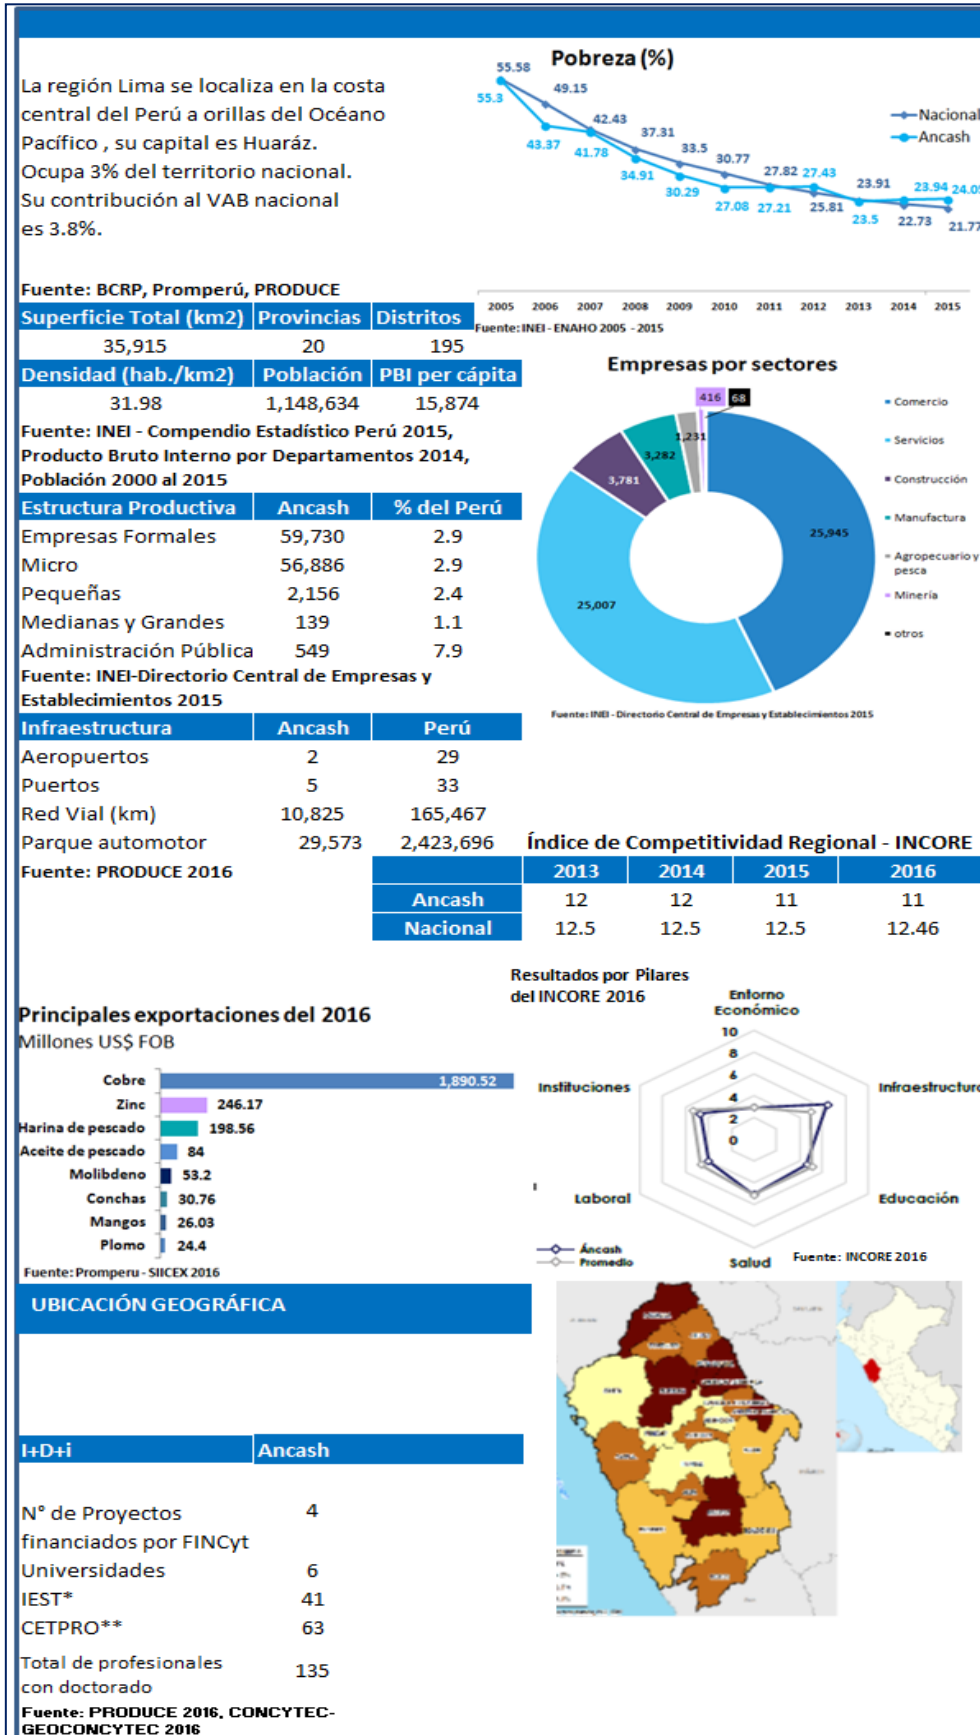 La región Lima se localiza en la costa
central del Perú a orillas del Océano
Pacífico , su capital es Huaráz.
Ocupa 3% del territorio nacional.
Su contribución al VAB nacional
es 3.8%.
Fuente: BCRP, Promperú, PRODUCE
Pobreza (%)
55.58
49.15
42.43
37.31
33.5
30.77
27.82
25.81
23.91
22.73
21.77
55.3
43.37
41.78
34.91
30.29
27.08
27.21
27.43
23.5
23.94
24.05
Nacional
Ancash
2005 2006 2007 2008 2009 2010 2011 2012 2013 2014 2015
Fuente: INEI - ENAHO 2005 - 2015
Superficie Total (km2) Provincias Distritos
35,915 20 195
Densidad (hab./km2) Población PBI per cápita
31.98 1,148,634 15,874
Fuente: INEI - Compendio Estadístico Perú 2015,
Producto Bruto Interno por Departamentos 2014,
Población 2000 al 2015
Estructura Productiva Ancash % del Perú
Empresas Formales 59,730 2.9
Micro 56,886 2.9
Pequeñas 2,156 2.4
Medianas y Grandes 139 1.1
Administración Pública 549 7.9
Fuente: INEI-Directorio Central de Empresas y
Establecimientos 2015
Empresas por sectores
416 68
1,231
3,282
3,781
25,945
25,007
Comercio
Servicios
Construcción
Manufactura
Agropecuario y
pesca
Minería
otros
Fuente: INEI - Directorio Central de Empresas y Establecimientos 2015
Infraestructura Ancash Perú
Aeropuertos 2 29
Puertos 5 33
Red Vial (km) 10,825 165,467
Parque automotor 29,573 2,423,696
Fuente: PRODUCE 2016
Índice de Competitividad Regional - INCORE
2013 2014 2015 2016
Ancash 12 12 11 11
Nacional 12.5 12.5 12.5 12.46
Principales exportaciones del 2016
Millones US$ FOB
Cobre 1,890.52
Zinc 246.17
Harina de pescado 198.56
Aceite de pescado 84
Molibdeno 53.2
Conchas 30.76
Mangos 26.03
Plomo 24.4
Fuente: Promperu - SIICEX 2016
Resultados por Pilares
del INCORE 2016
Entorno
Económico
10
8
6
4
2
0
Instituciones
Infraestructura
Laboral
Educación
Salud
Áncash
Promedio
Fuente: INCORE 2016
UBICACIÓN GEOGRÁFICA
I+D+i Ancash
N° de Proyectos 4
financiados por FINCyt
Universidades 6
IEST* 41
CETPRO** 63
Total de profesionales 135
con doctorado
Fuente: PRODUCE 2016, CONCYTEC-
GEOCONCYTEC 2016